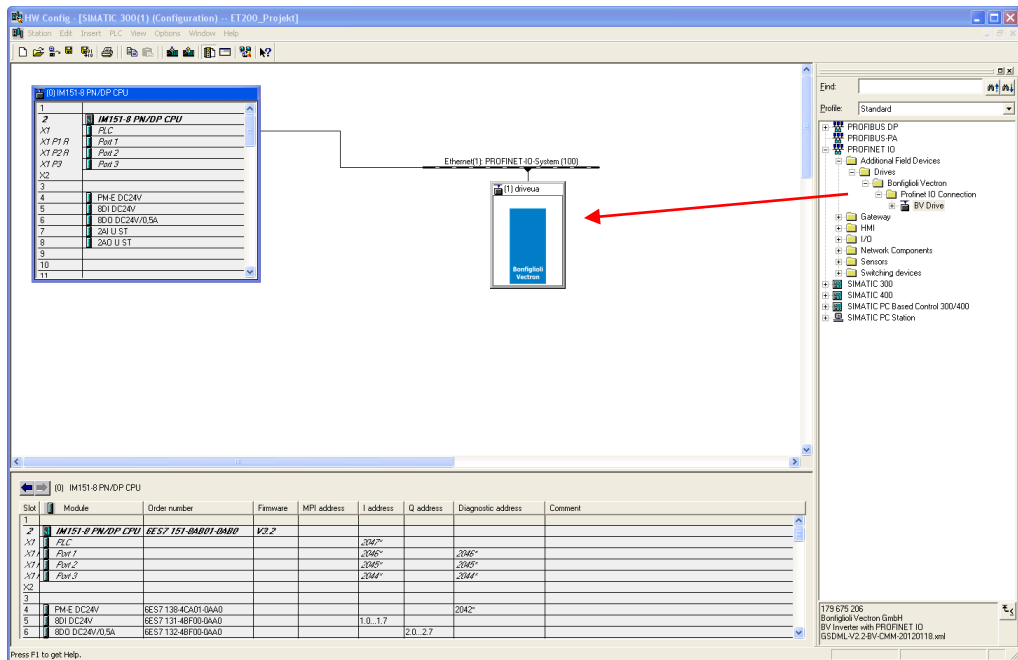 HW Config - [SIMATIC 300(1) (Configuration) -- ET200_Projekt]
Station Edit Insert PLC View Options Window Help
(0) IM151-8 PN/DP CPU
1
2 IM151-8 PN/DP CPU
X1 PLC
X1 P1 R Port 1
X1 P2 R Port 2
X1 P3 Port 3
X2
3
4 PM-E DC24V
5 8DI DC24V
6 8DO DC24V/0,5A
7 2AI U ST
8 2AO U ST
9
10
11
Ethernet(1): PROFINET-IO-System (100)
(1) driveua
Bonfiglioli
Vectron
Find:
Profile: Standard
PROFIBUS DP
PROFIBUS-PA
PROFINET IO
Additional Field Devices
Drives
Bonfiglioli Vectron
Profinet IO Connection
BV Drive
Gateway
HMI
I/O
Network Components
Sensors
Switching devices
SIMATIC 300
SIMATIC 400
SIMATIC PC Based Control 300/400
SIMATIC PC Station
(0) IM151-8 PN/DP CPU
Slot Module Order number Firmware MPI address I address Q address Diagnostic address Comment
1
2 IM151-8 PN/DP CPU 6ES7 151-8AB01-0AB0 V3.2
X1 PLC 2047*
X1 Port 1 2046* 2046*
X1 Port 2 2045* 2045*
X1 Port 3 2044* 2044*
X2
3
4 PM-E DC24V 6ES7 138-4CA01-0AA0 2042*
5 8DI DC24V 6ES7 131-4BF00-0AA0 1.0...1.7
6 8DO DC24V/0,5A 6ES7 132-4BF00-0AA0 2.0...2.7
179 675 206
Bonfiglioli Vectron GmbH
BV Inverter with PROFINET IO
GSDML-V2.2-BV-CMM-20120118.xml
Press F1 to get Help.